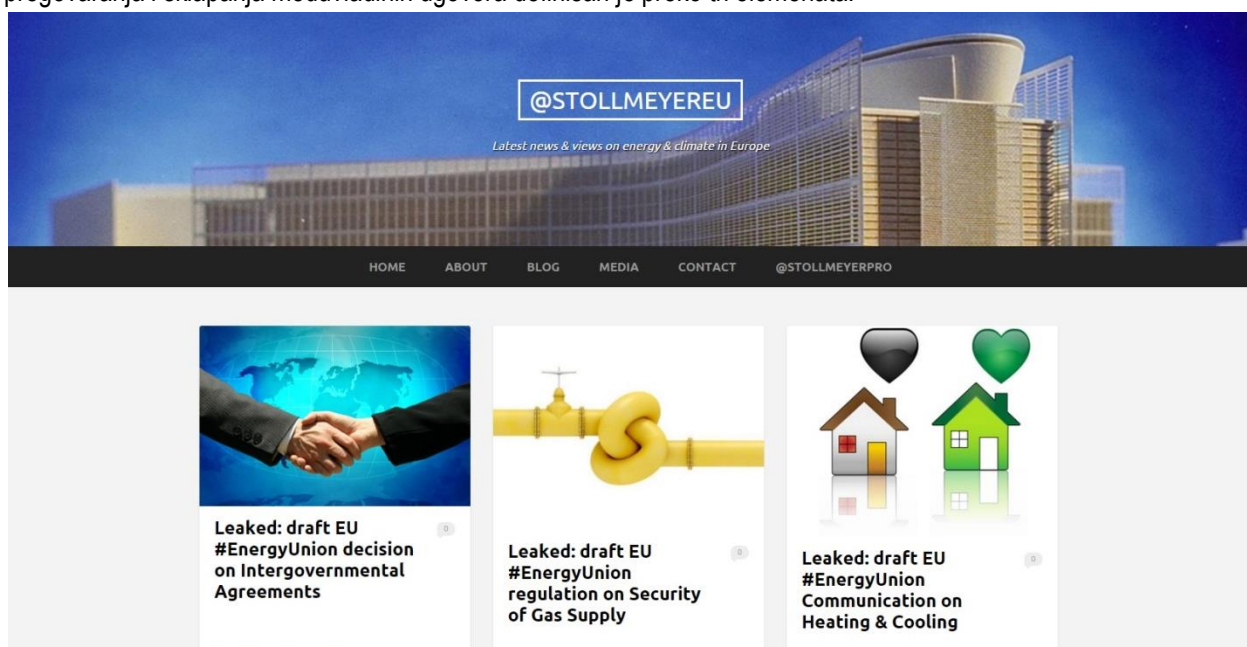 @STOLLMEYEREU
Latest news & views on energy & climate in Europe
HOME ABOUT BLOG MEDIA CONTACT @STOLLMEYERPRO
Leaked: draft EU
#EnergyUnion decision
on Intergovernmental
Agreements
0
Leaked: draft EU
#EnergyUnion
regulation on Security
of Gas Supply
0
Leaked: draft EU
#EnergyUnion
Communication on
Heating & Cooling
0